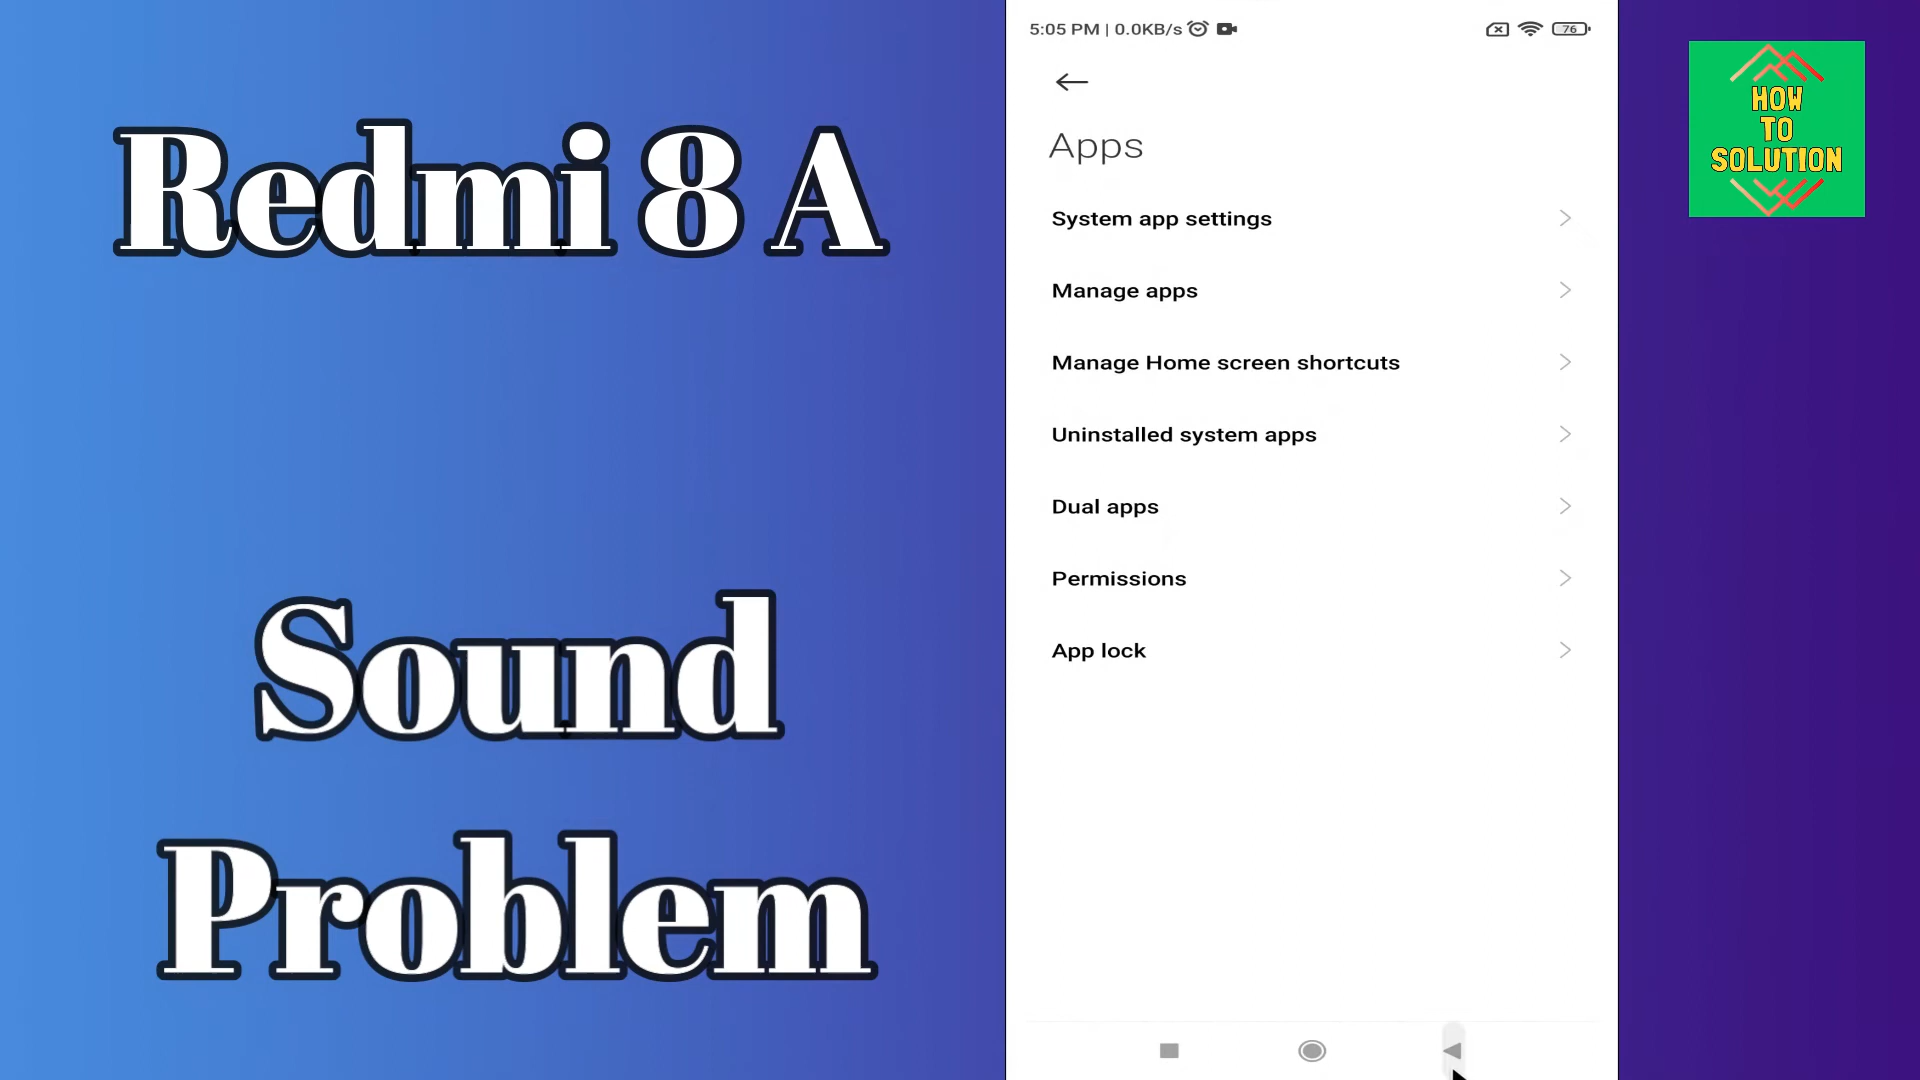 Redmi 8 A
Sound
Problem
5:05 PM | 0.0KB/s
76
Apps
System app settings
Manage apps
Manage Home screen shortcuts
Uninstalled system apps
Dual apps
Permissions
App lock
HOW
TO
SOLUTION